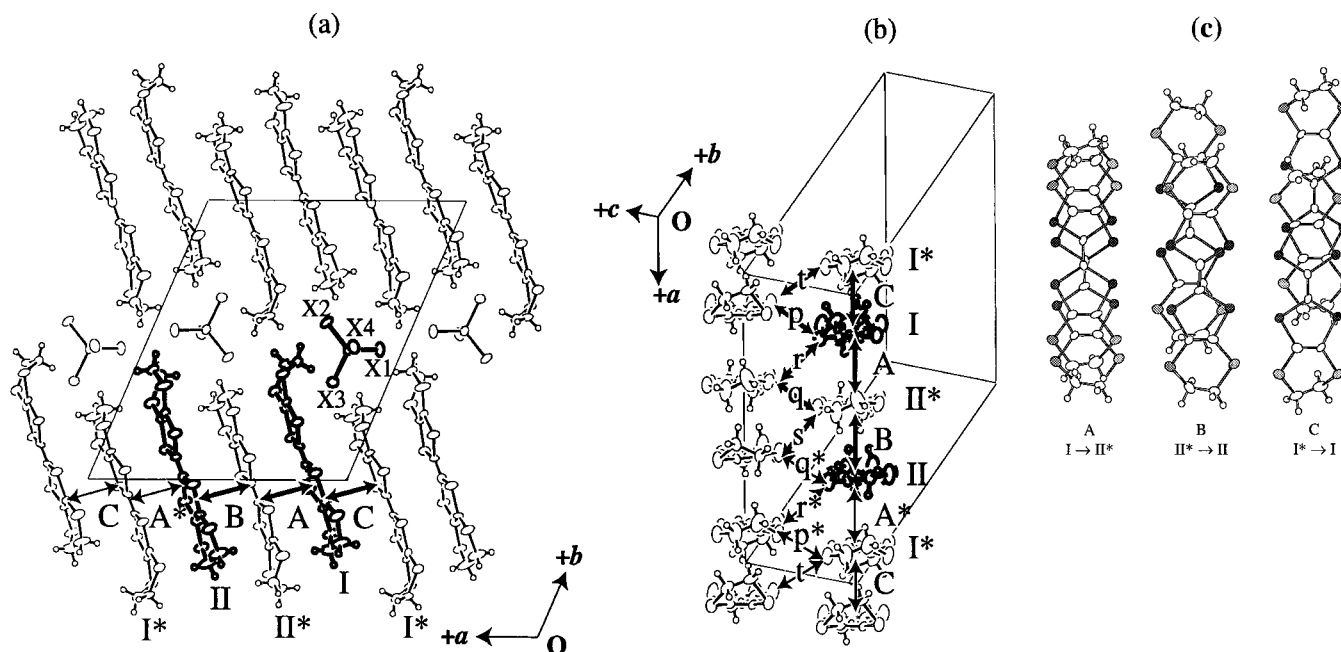 (a)
X2
X4
X1
X3
C A* B A C
II I
I* II* I*
+b
+a
O
(b)
+b
+c
O
+a
I*
t
C
p
I
r
A
q
II*
s
B
q*
II
r*
A*
p*
I*
t
C
(c)
A B C
I → II* II* → II I* → I